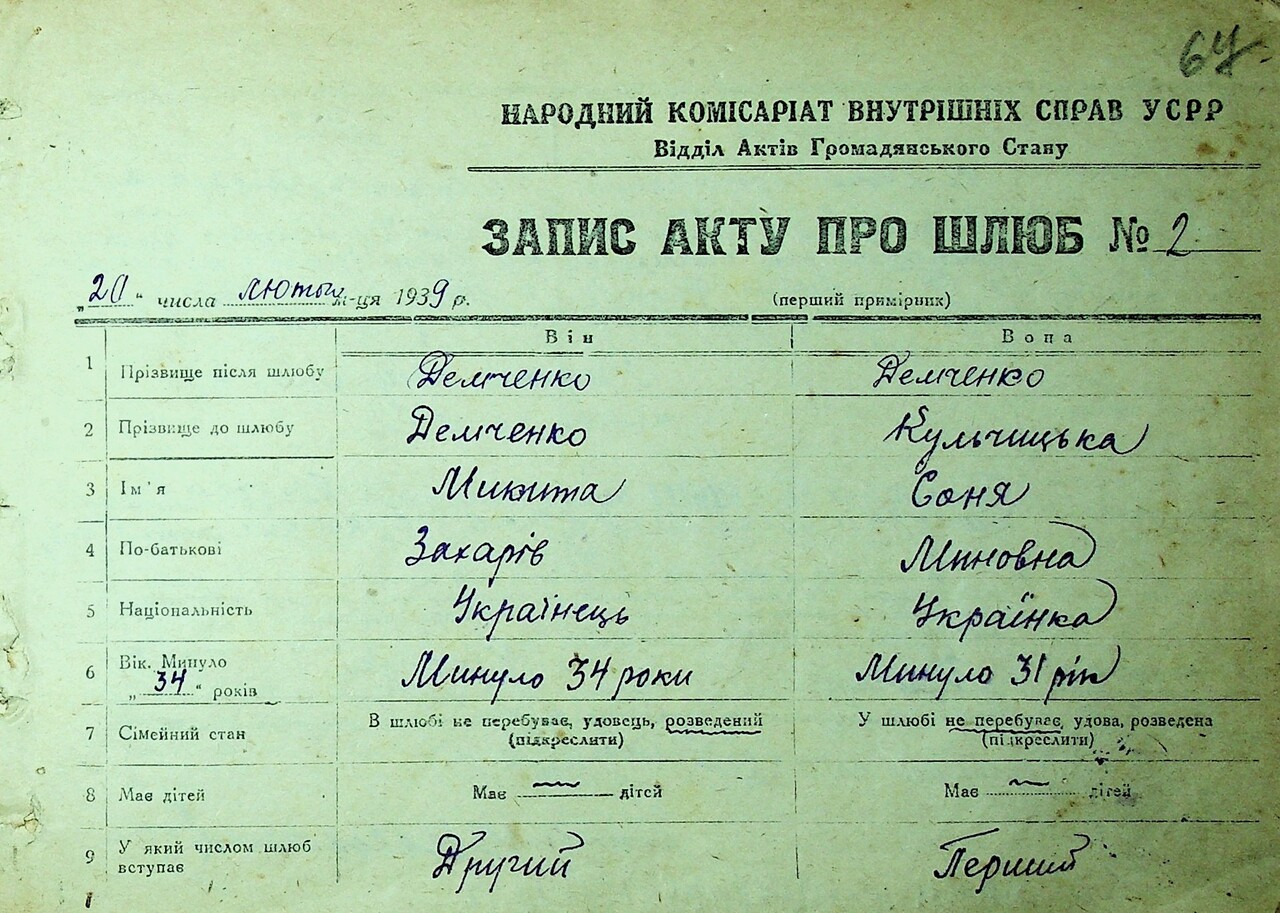 64
НАРОДНИЙ КОМІСАРІАТ ВНУТРІШНІХ СПРАВ УСРР
Відділ Актів Громадянського Стану
ЗАПИС АКТУ ПРО ШЛЮБ № 2
„20“ числа лютого м-ця 1939 р. (перший примірник)
Він Вона
1 Прізвище після шлюбу Демченко Демченко
2 Прізвище до шлюбу Демченко Кульчицька
3 Ім'я Микита Соня
4 По-батькові Захарів Миновна
5 Національність Українець Українка
6 Вік. Минуло „34“ років Минуло 34 роки Минуло 31 рік
7 Сімейний стан В шлюбі не перебуває, удовець, розведений (підкреслити) У шлюбі не перебуває, удова, розведена (підкреслити)
8 Має дітей Має — дітей Має — дітей
9 У який числом шлюб вступає Другий Перший